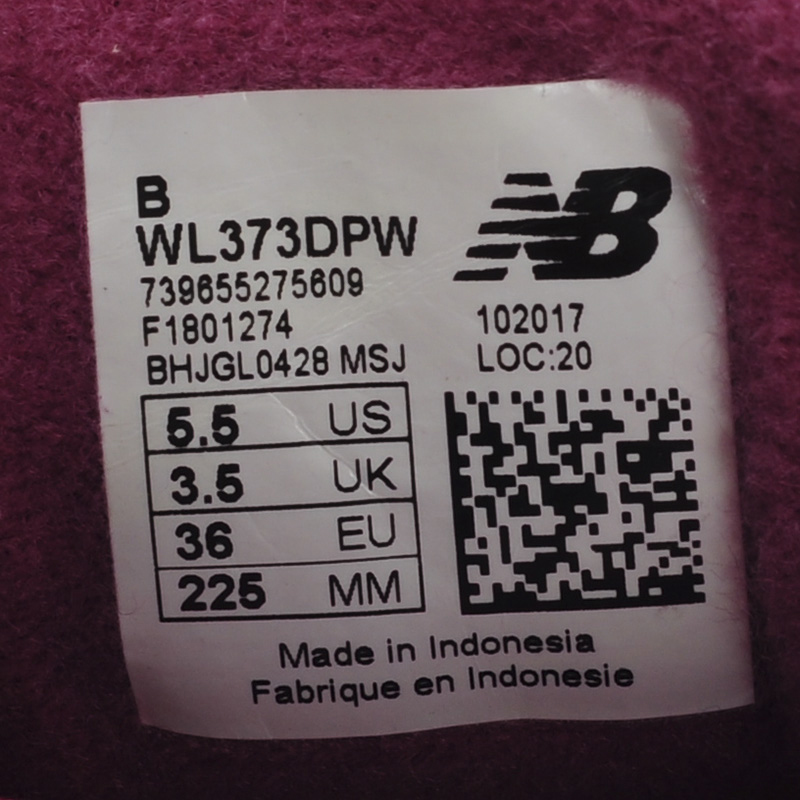 B
WL373DPW
739655275609
F1801274
BHJGL0428 MSJ
NB
102017
LOC:20
5.5 US
3.5 UK
36 EU
225 MM
Made in Indonesia
Fabrique en Indonesie